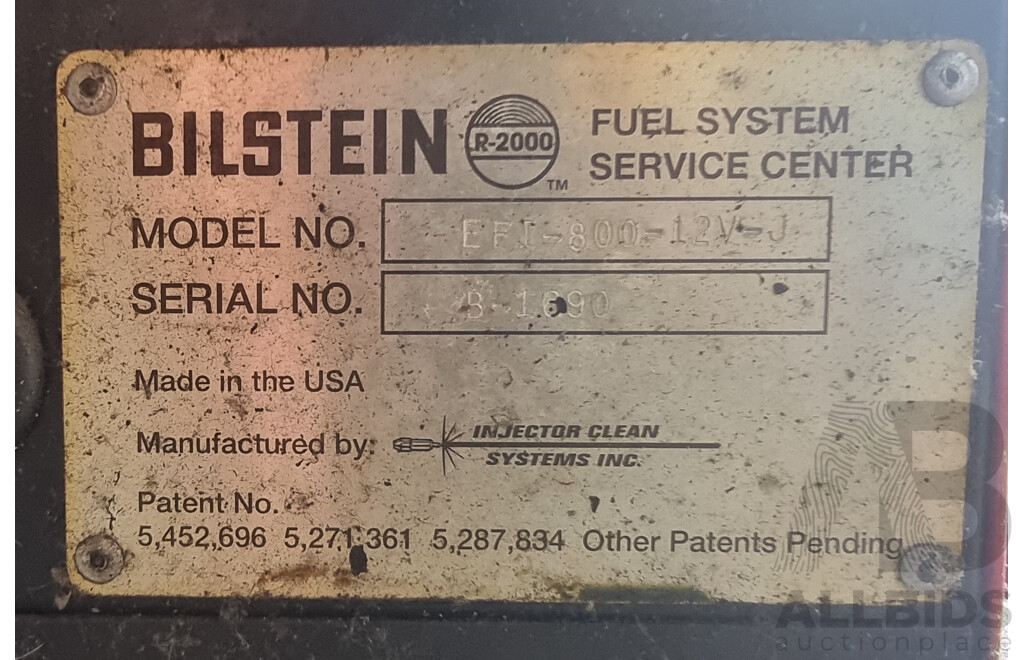 BILSTEIN R-2000 ™ FUEL SYSTEM
SERVICE CENTER
MODEL NO. EFI-800-12V-J
SERIAL NO. B-1690
Made in the USA
Manufactured by: INJECTOR CLEAN
SYSTEMS INC.
Patent No.
5,452,696 5,271,361 5,287,834 Other Patents Pending
AB
ALLBIDS
auctionplace